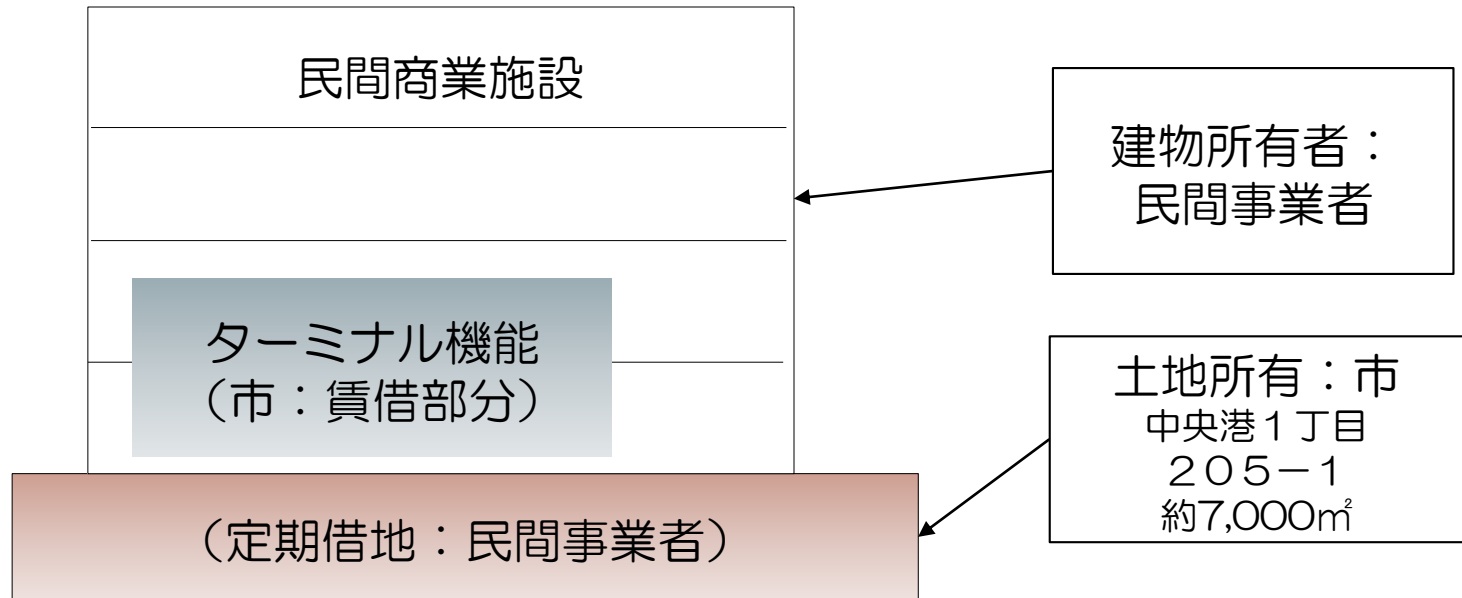 民間商業施設
建物所有者：
民間事業者
ターミナル機能
（市：賃借部分）
土地所有：市
中央港１丁目
２０５－１
約7,000㎡
（定期借地：民間事業者）